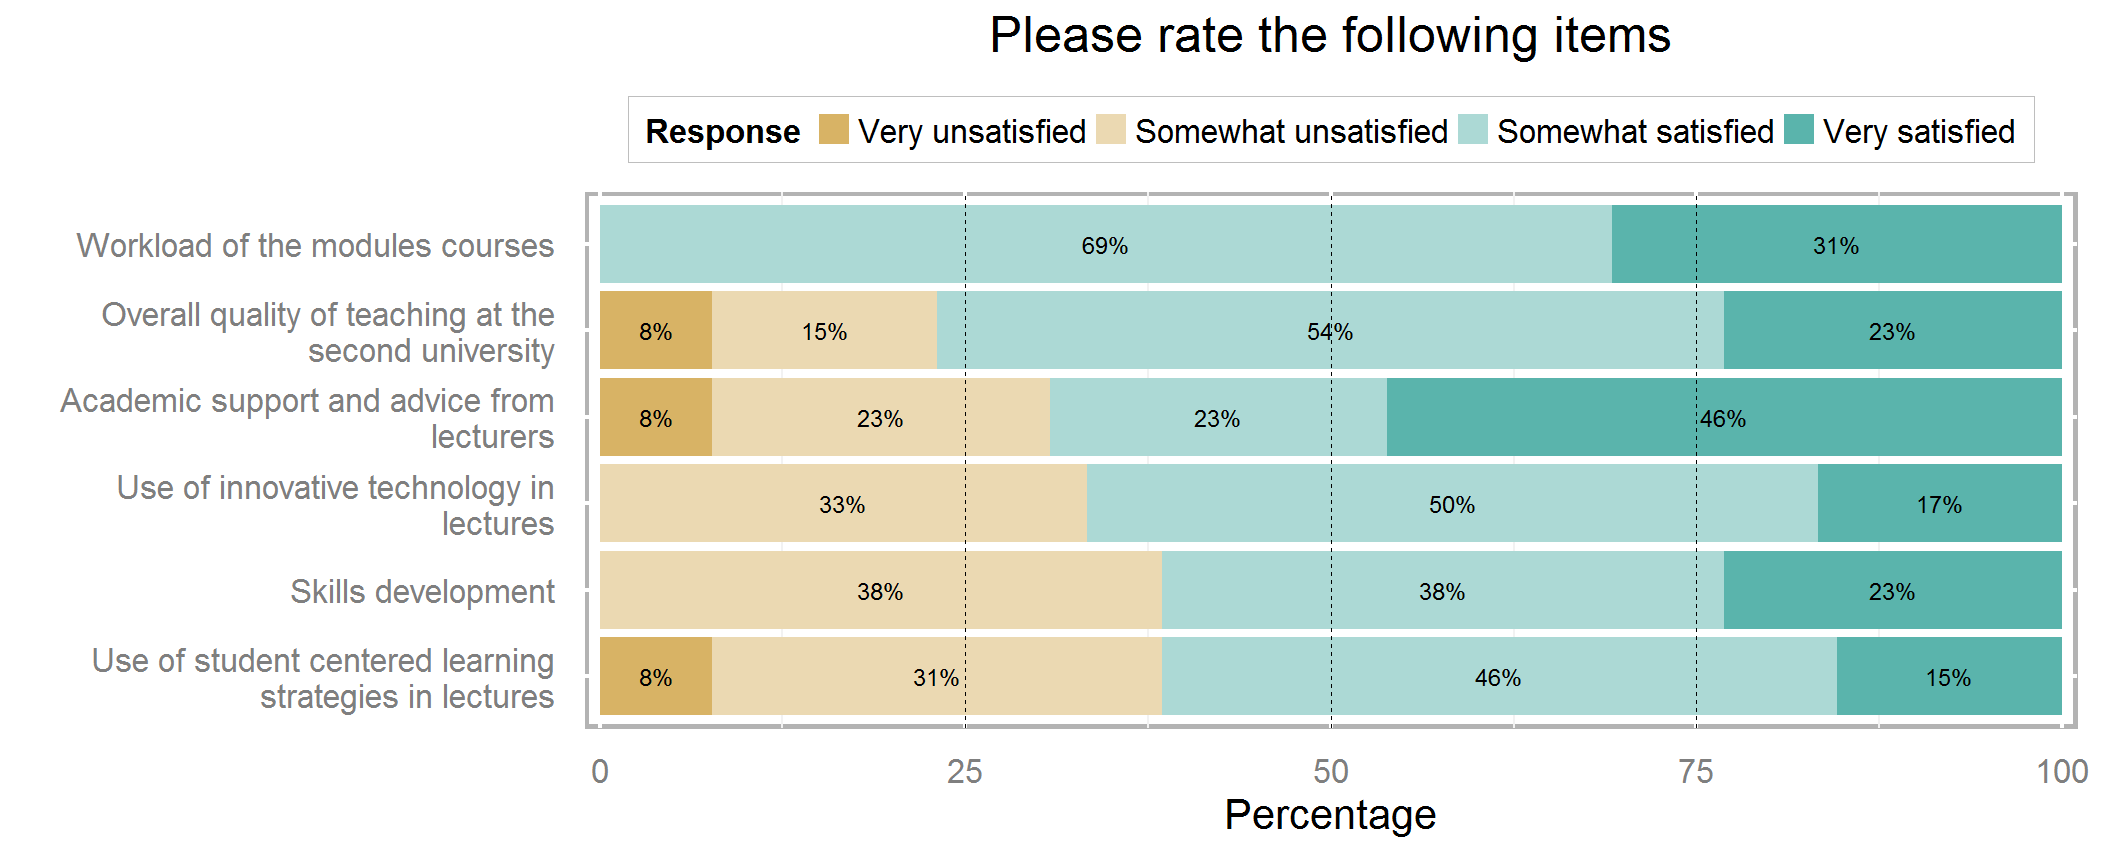 Please rate the following items
Response Very unsatisfied Somewhat unsatisfied Somewhat satisfied Very satisfied
Workload of the modules courses
69% 31%
Overall quality of teaching at the
second university
8% 15% 54% 23%
Academic support and advice from
lecturers
8% 23% 23% 46%
Use of innovative technology in
lectures
33% 50% 17%
Skills development
38% 38% 23%
Use of student centered learning
strategies in lectures
8% 31% 46% 15%
0 25 50 75 100
Percentage